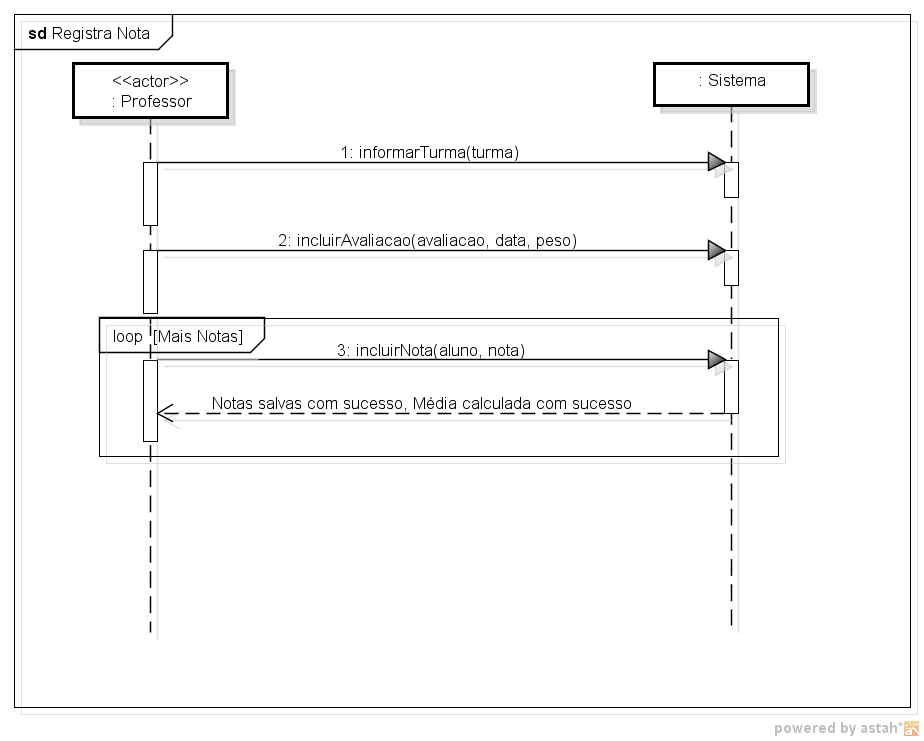 sd Registra Nota
<<actor>>
: Professor
: Sistema
1: informarTurma(turma)
2: incluirAvaliacao(avaliacao, data, peso)
loop [Mais Notas]
3: incluirNota(aluno, nota)
Notas salvas com sucesso, Média calculada com sucesso
powered by astah*